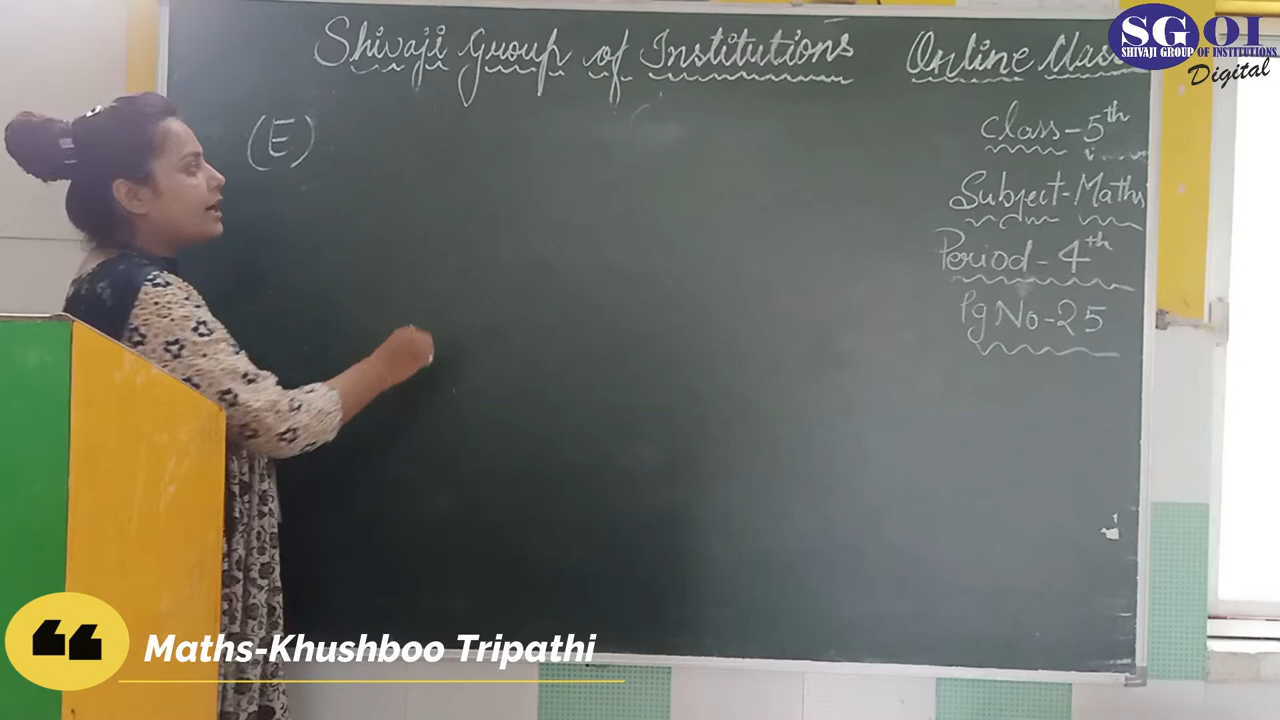 Shivaji Group of Institutions Online Class
SGOI
SHIVAJI GROUP OF INSTITUTIONS
Digital
(E)
Class-5th
Subject-Maths
Period-4th
Pg No-25
Maths-Khushboo Tripathi